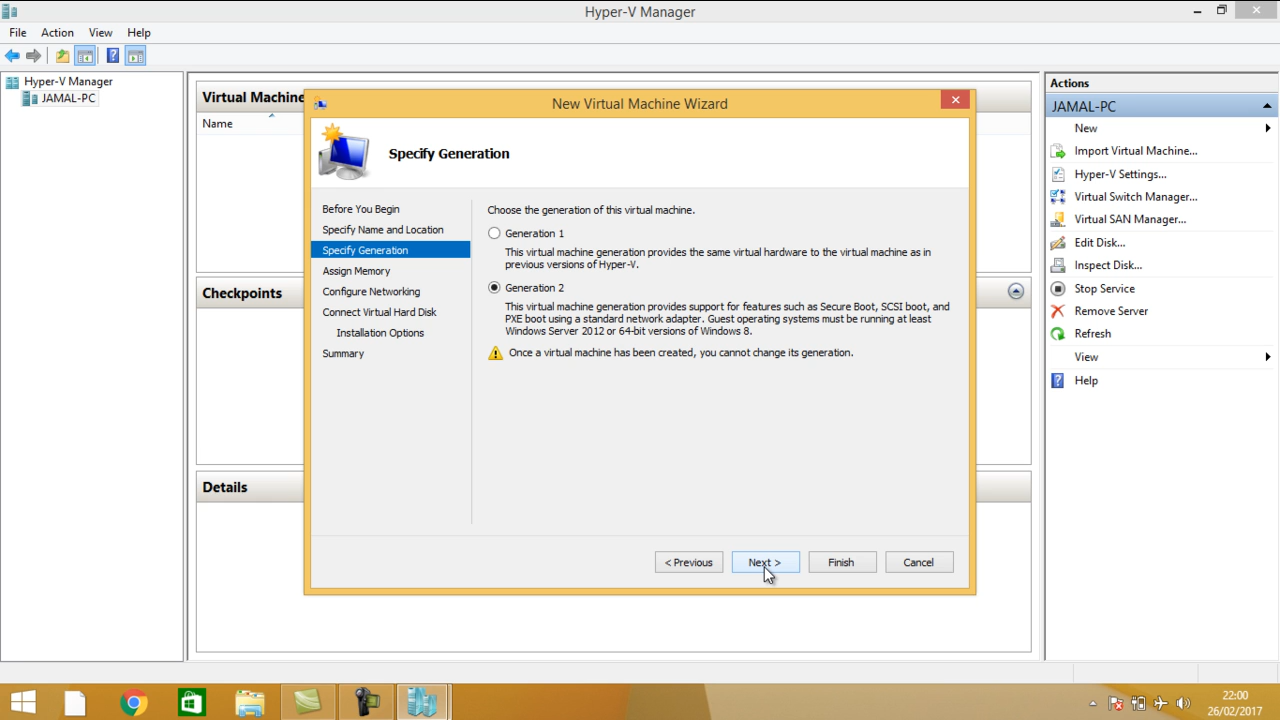 Hyper-V Manager
File Action View Help
Hyper-V Manager
JAMAL-PC
Virtual Machine
Name
Checkpoints
Details
New Virtual Machine Wizard
Specify Generation
Before You Begin
Specify Name and Location
Specify Generation
Assign Memory
Configure Networking
Connect Virtual Hard Disk
Installation Options
Summary
Choose the generation of this virtual machine.
Generation 1
This virtual machine generation provides the same virtual hardware to the virtual machine as in
previous versions of Hyper-V.
Generation 2
This virtual machine generation provides support for features such as Secure Boot, SCSI boot, and
PXE boot using a standard network adapter. Guest operating systems must be running at least
Windows Server 2012 or 64-bit versions of Windows 8.
Once a virtual machine has been created, you cannot change its generation.
< Previous Next > Finish Cancel
Actions
JAMAL-PC
New
Import Virtual Machine...
Hyper-V Settings...
Virtual Switch Manager...
Virtual SAN Manager...
Edit Disk...
Inspect Disk...
Stop Service
Remove Server
Refresh
View
Help
22:00
26/02/2017